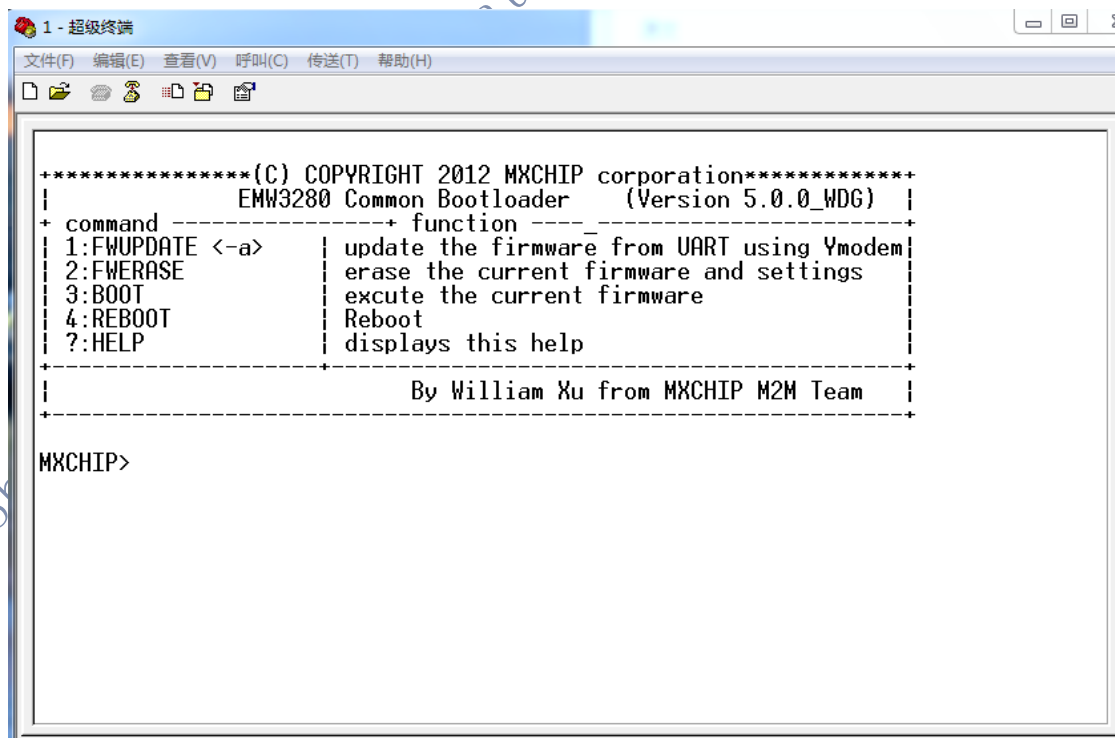 1 - 超级终端
文件(F) 编辑(E) 查看(V) 呼叫(C) 传送(T) 帮助(H)
+***************(C) COPYRIGHT 2012 MXCHIP corporation************+
| EMW3280 Common Bootloader (Version 5.0.0_WDG) |
+ command ----------------+ function ---- _ ---------------------+
| 1:FWUPDATE <-a> | update the firmware from UART using Ymodem|
| 2:FWERASE | erase the current firmware and settings |
| 3:BOOT | excute the current firmware |
| 4:REBOOT | Reboot |
| ?:HELP | displays this help |
+--------------------+-------------------------------------------+
| By William Xu from MXCHIP M2M Team |
+----------------------------------------------------------------+
MXCHIP>